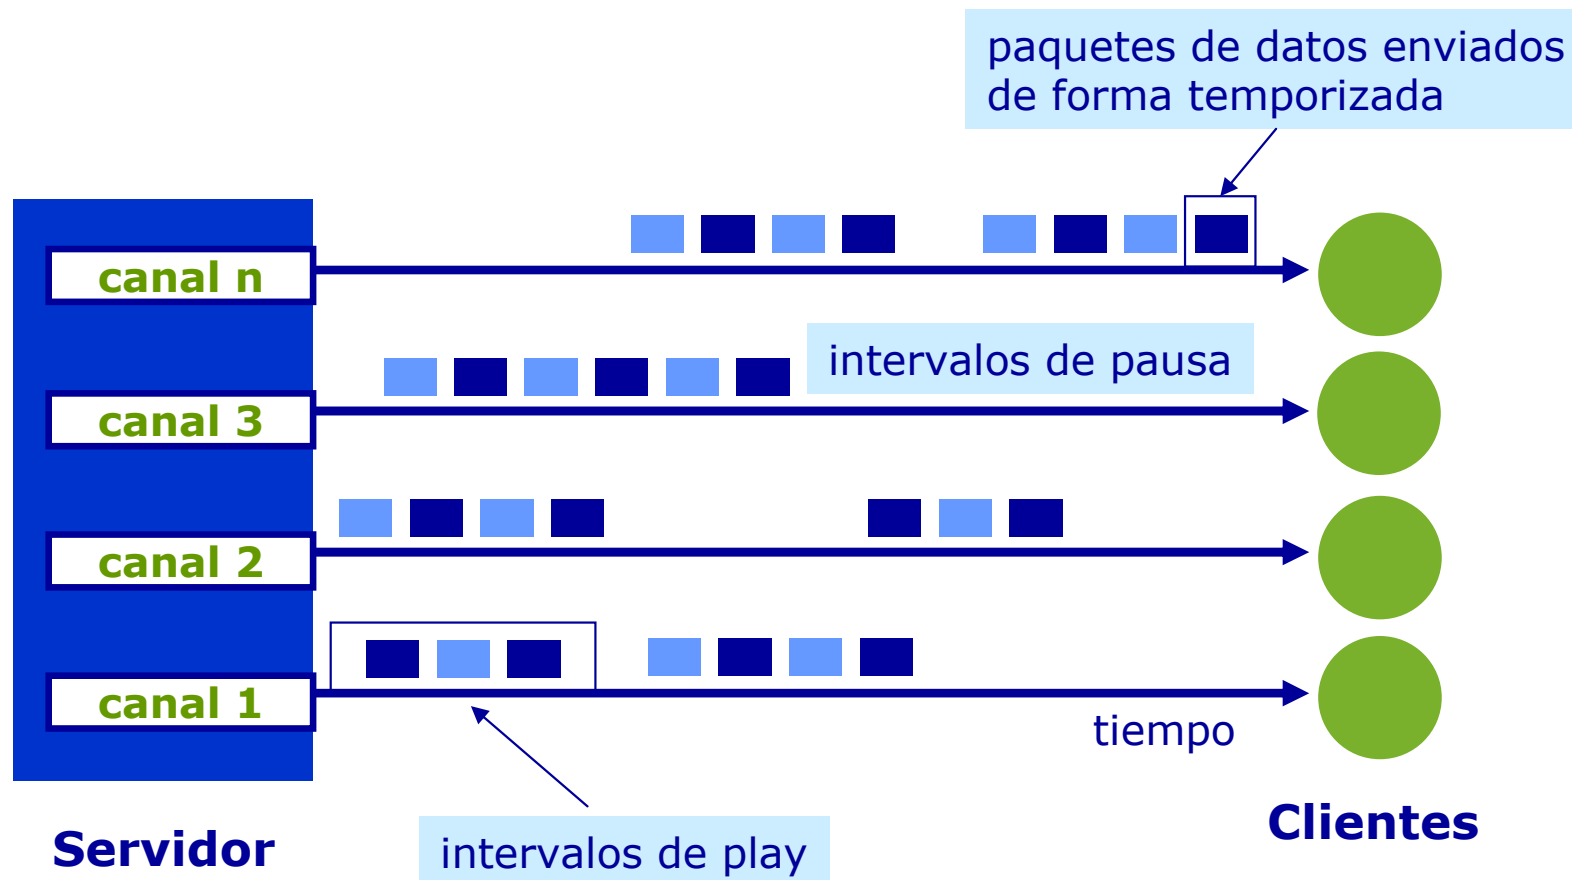 paquetes de datos enviados
de forma temporizada
canal n
intervalos de pausa
canal 3
canal 2
canal 1
tiempo
Clientes
Servidor
intervalos de play